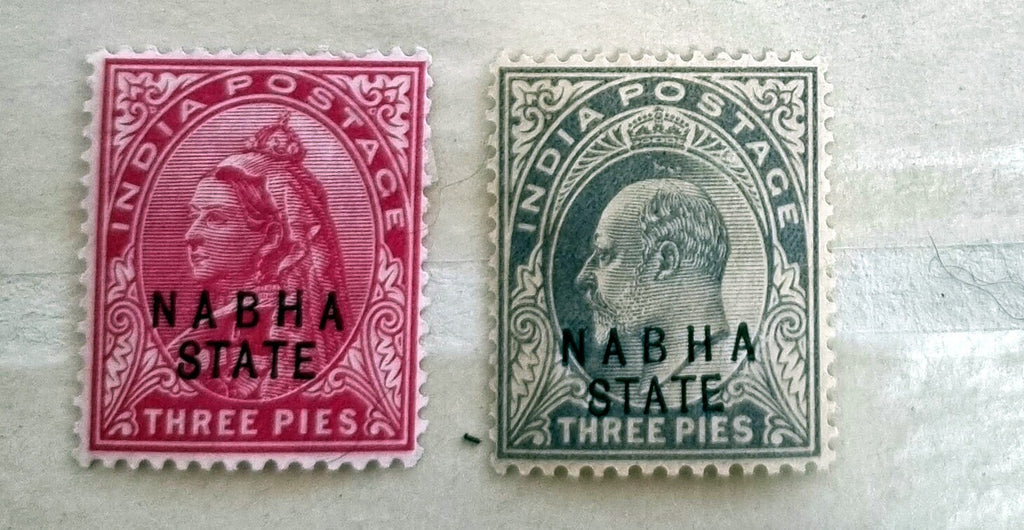 INDIA POSTAGE
NABHA
STATE
THREE PIES
INDIA POSTAGE
NABHA
STATE
THREE PIES